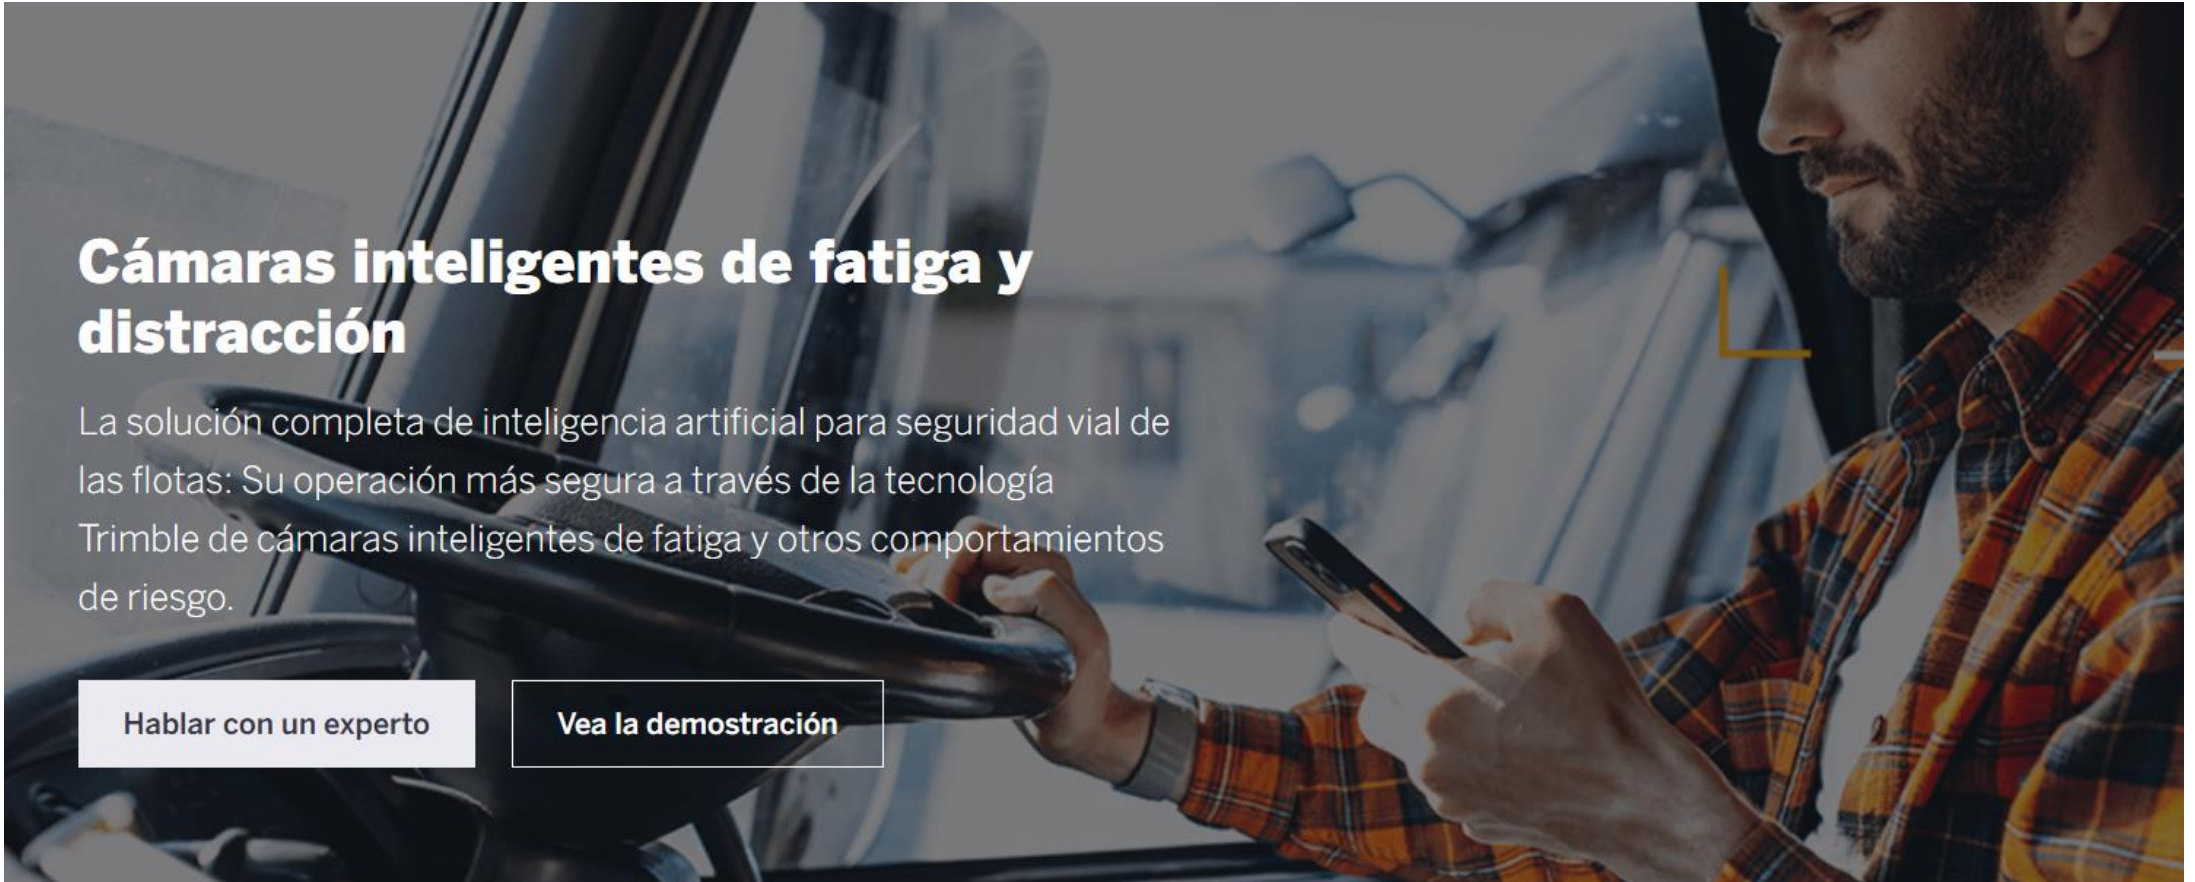 Cámaras inteligentes de fatiga y
distracción
La solución completa de inteligencia artificial para seguridad vial de
las flotas: Su operación más segura a través de la tecnología
Trimble de cámaras inteligentes de fatiga y otros comportamientos
de riesgo.
Hablar con un experto
Vea la demostración